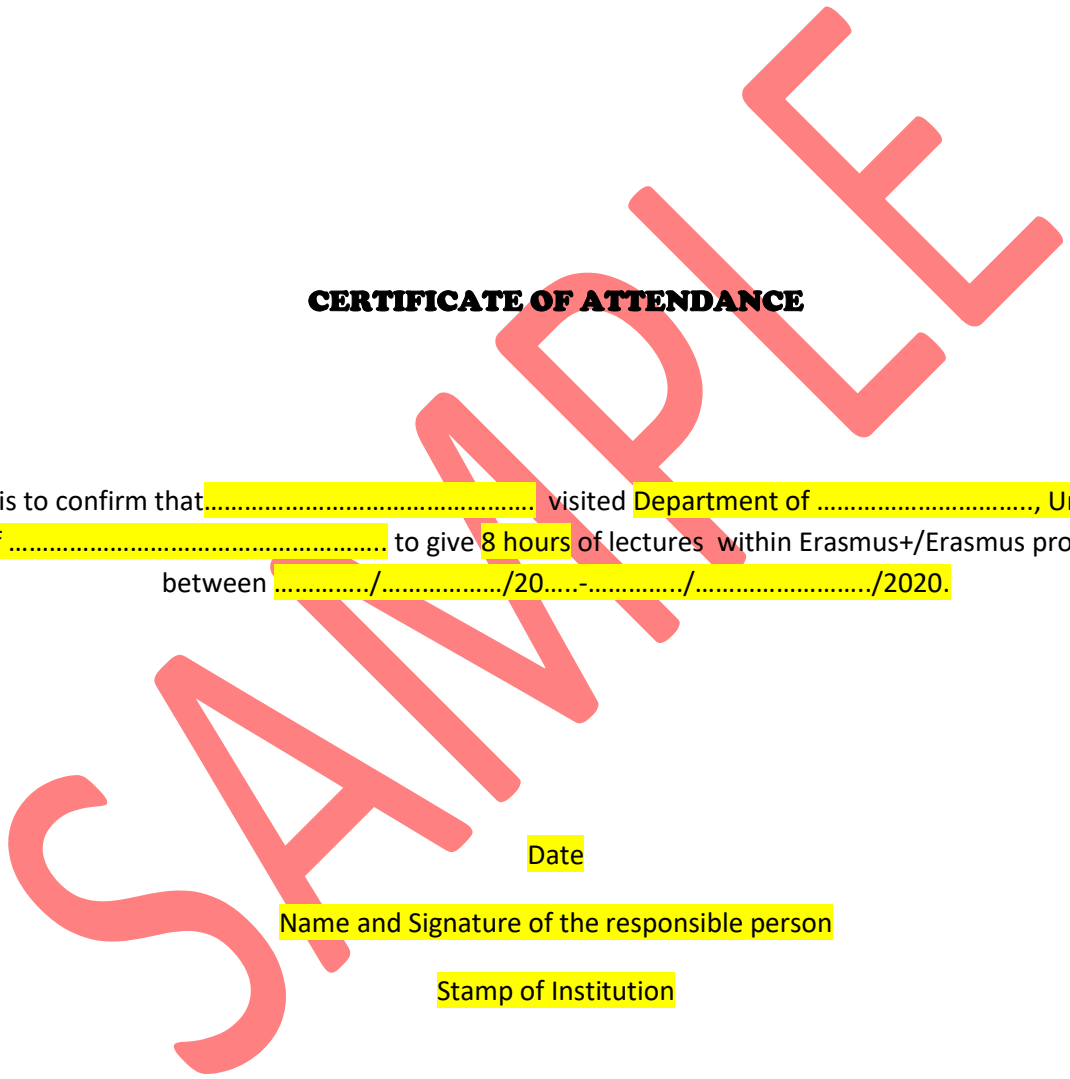 SAMPLE
CERTIFICATE OF ATTENDANCE
is to confirm that………………………………….. visited Department of …………………………..,
………………………………………….. to give 8 hours of lectures within Erasmus+/Erasmus
between …………../………………/20…..-…………../……………………../2020.
Date
Name and Signature of the responsible person
Stamp of Institution